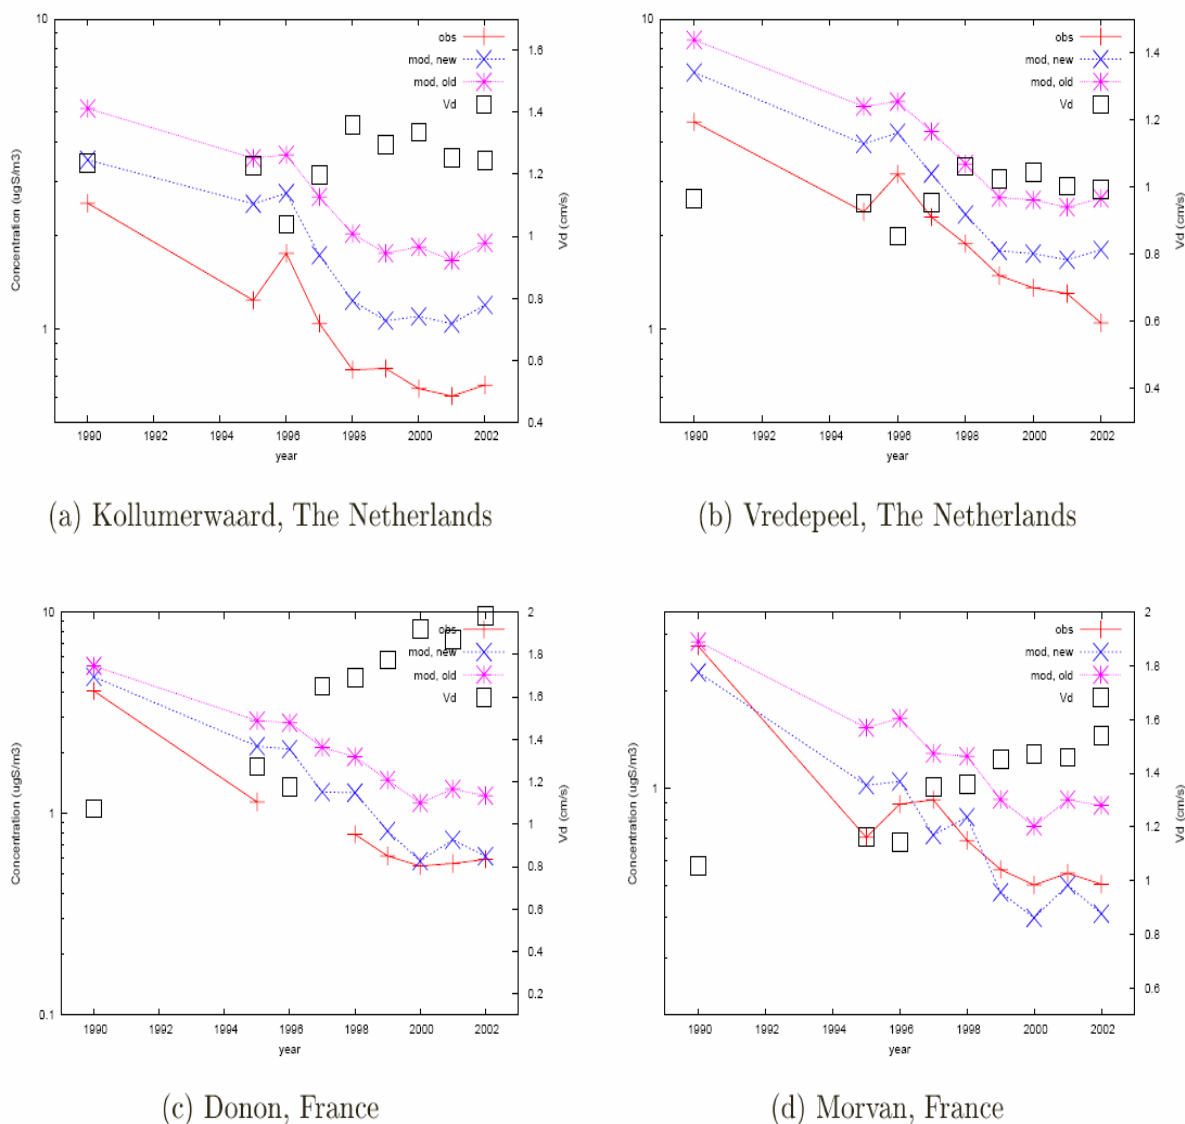 10
obs
mod, new
mod, old
Vd
1
Concentration (ugS/m3)
1.6
1.4
1.2
1
0.8
0.6
0.4
Vd (cm/s)
1990 1992 1994 1996 1998 2000 2002
year
(a) Kollumerwaard, The Netherlands
10
obs
mod, new
mod, old
Vd
1
Concentration (ugS/m3)
1.4
1.2
1
0.8
0.6
0.4
Vd (cm/s)
1990 1992 1994 1996 1998 2000 2002
year
(b) Vredepeel, The Netherlands
10
obs
mod, new
mod, old
Vd
1
0.1
Concentration (ugS/m3)
2
1.8
1.6
1.4
1.2
1
0.8
0.6
0.4
0.2
Vd (cm/s)
1990 1992 1994 1996 1998 2000 2002
year
(c) Donon, France
obs
mod, new
mod, old
Vd
1
Concentration (ugS/m3)
2
1.8
1.6
1.4
1.2
1
0.8
0.6
Vd (cm/s)
1990 1992 1994 1996 1998 2000 2002
year
(d) Morvan, France